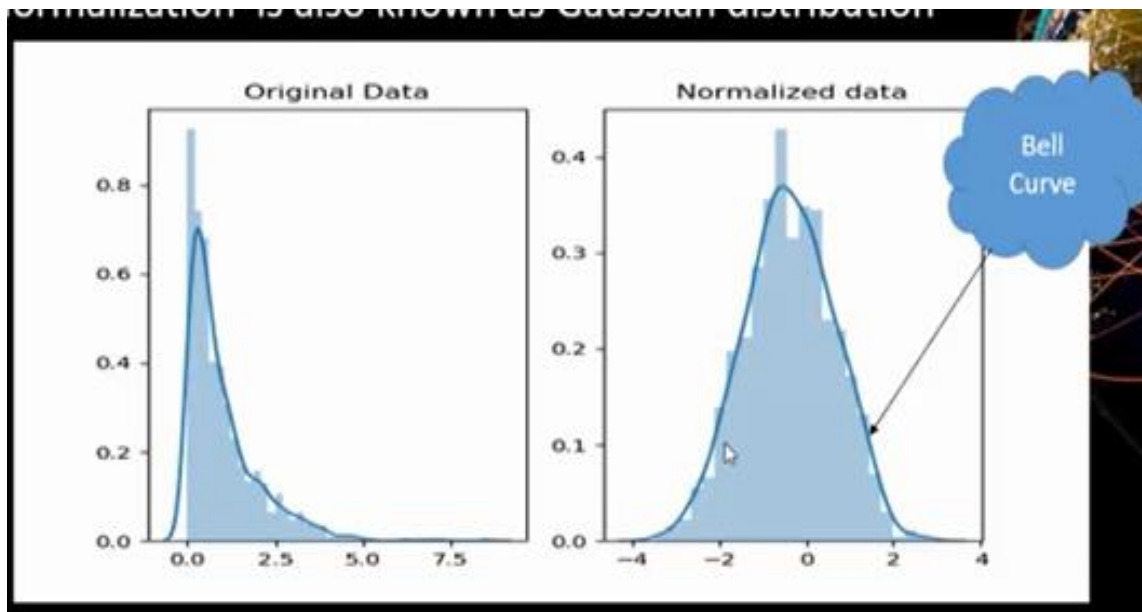 normalization is also known as Gaussian distribution
Original Data
Normalized data
Bell
Curve
0.8
0.6
0.4
0.2
0.0
0.0 2.5 5.0 7.5
0.4
0.3
0.2
0.1
0.0
−4 −2 0 2 4